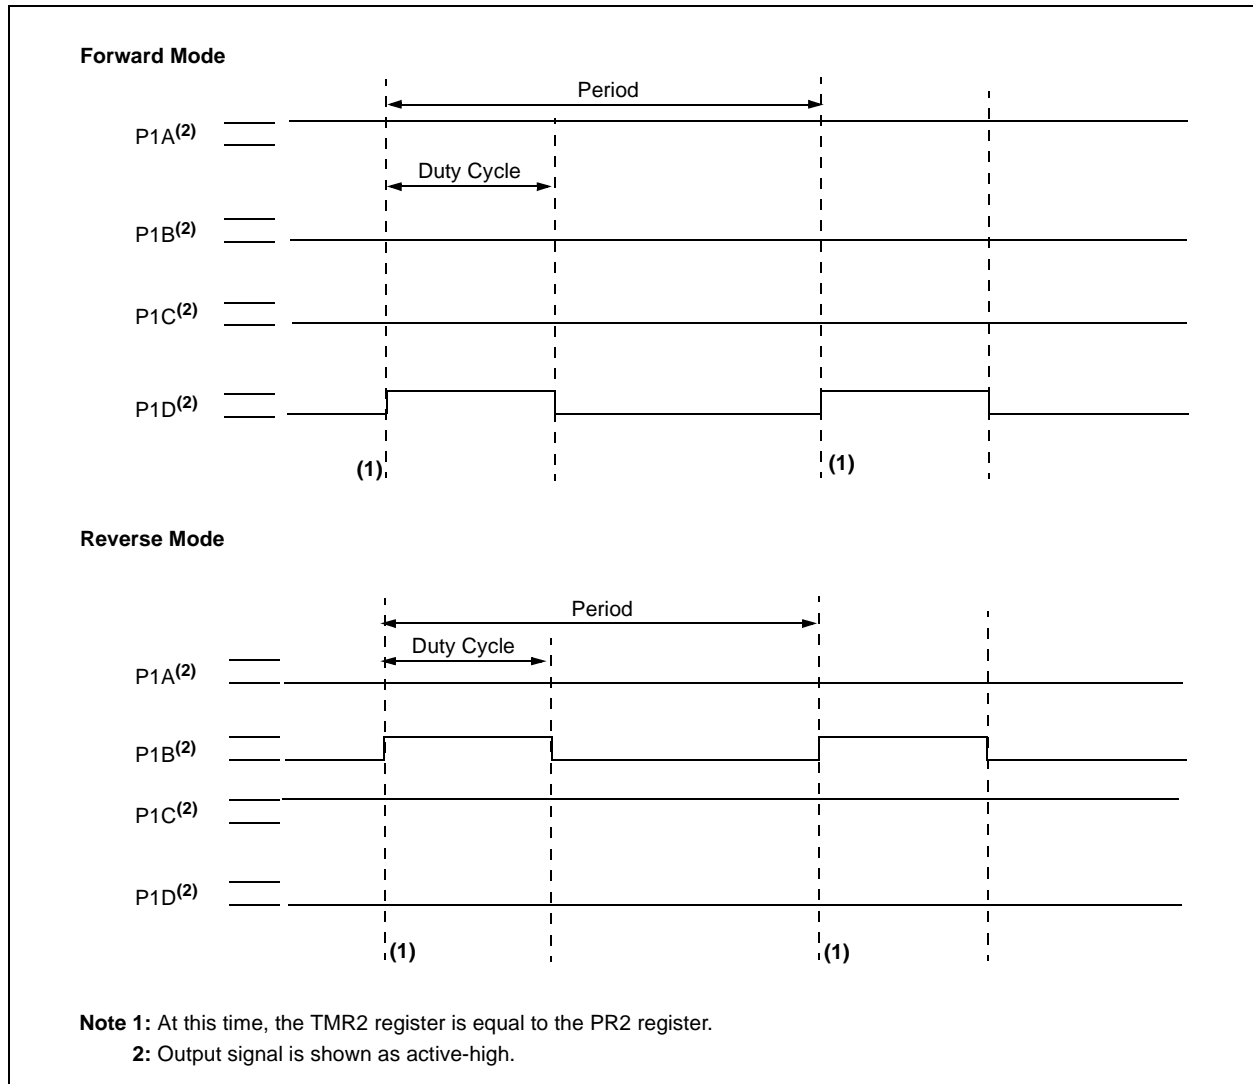 Forward Mode
Period
P1A(2)
Duty Cycle
P1B(2)
P1C(2)
P1D(2)
(1)
(1)
Reverse Mode
Period
Duty Cycle
P1A(2)
P1B(2)
P1C(2)
P1D(2)
(1)
(1)
Note 1: At this time, the TMR2 register is equal to the PR2 register.
2: Output signal is shown as active-high.